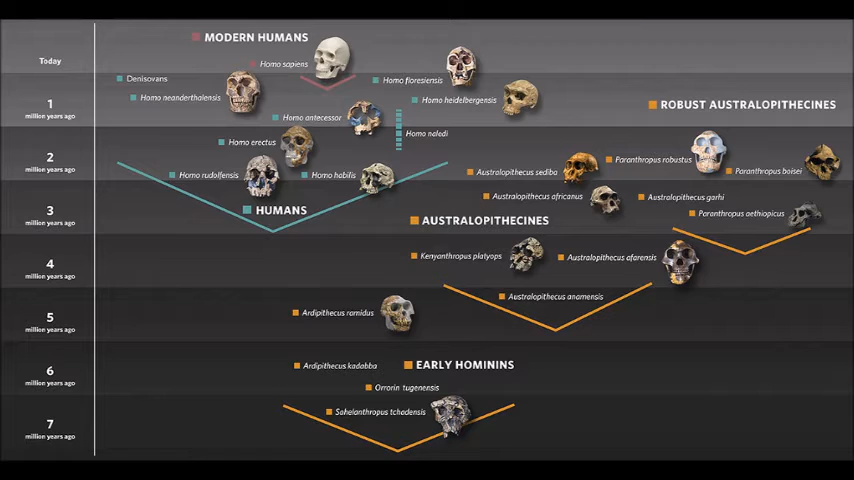 MODERN HUMANS
Today
Homo sapiens
Denisovans
Homo floresiensis
Homo neanderthalensis
Homo heidelbergensis
1
million years ago
ROBUST AUSTRALOPITHECINES
Homo antecessor
Homo naledi
Homo erectus
2
million years ago
Paranthropus robustus
Australopithecus sediba
Paranthropus boisei
Homo rudolfensis
Homo habilis
Australopithecus africanus
Australopithecus garhi
3
million years ago
HUMANS
Paranthropus aethiopicus
AUSTRALOPITHECINES
Kenyanthropus platyops
Australopithecus afarensis
4
million years ago
Australopithecus anamensis
Ardipithecus ramidus
5
million years ago
Ardipithecus kadabba
EARLY HOMININS
6
million years ago
Orrorin tugenensis
Sahelanthropus tchadensis
7
million years ago